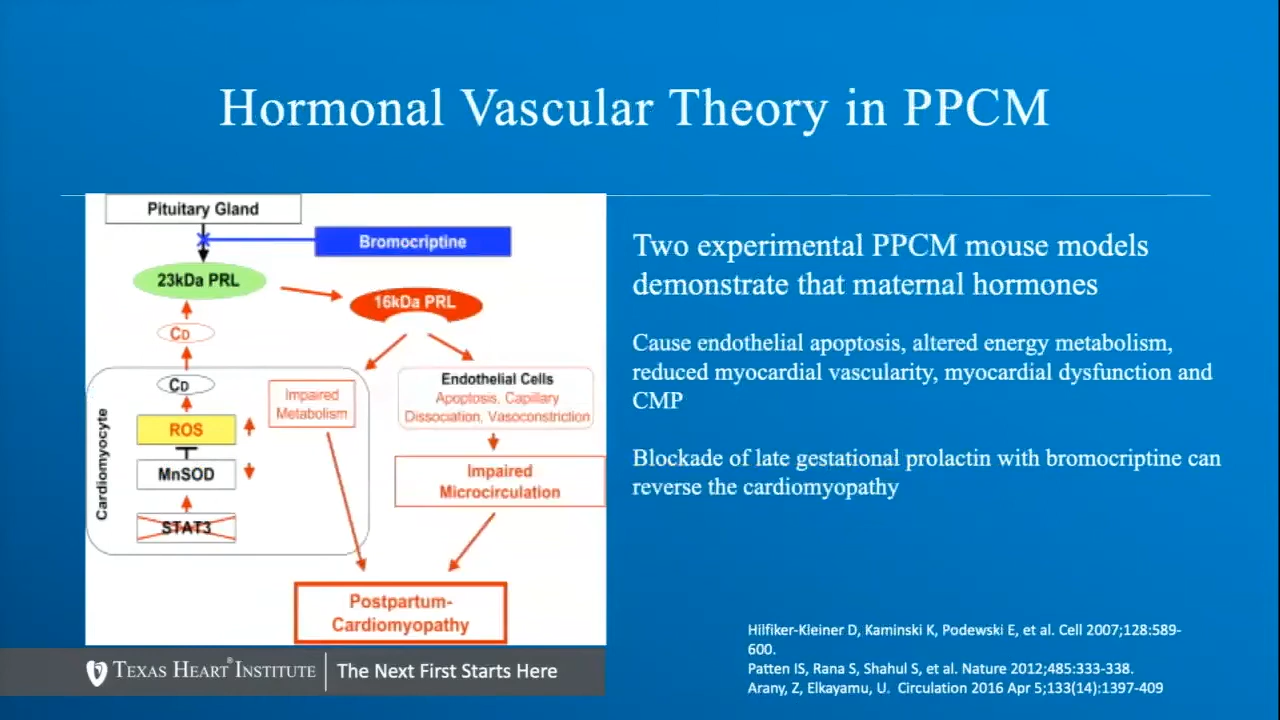 Hormonal Vascular Theory in PPCM
Pituitary Gland
Bromocriptine
23kDa PRL
16kDa PRL
CD
CD
Cardiomyocyte
ROS
MnSOD
STAT3
Impaired
Metabolism
Endothelial Cells
Apoptosis, Capillary
Dissociation, Vasoconstriction
Impaired
Microcirculation
Postpartum-
Cardiomyopathy
Two experimental PPCM mouse models
demonstrate that maternal hormones
Cause endothelial apoptosis, altered energy metabolism,
reduced myocardial vascularity, myocardial dysfunction and
CMP
Blockade of late gestational prolactin with bromocriptine can
reverse the cardiomyopathy
Hilfiker-Kleiner D, Kaminski K, Podewski E, et al. Cell 2007;128:589-
600.
Patten IS, Rana S, Shahul S, et al. Nature 2012;485:333-338.
Arany, Z, Elkayamu, U. Circulation 2016 Apr 5;133(14):1397-409
TEXAS HEART® INSTITUTE
The Next First Starts Here